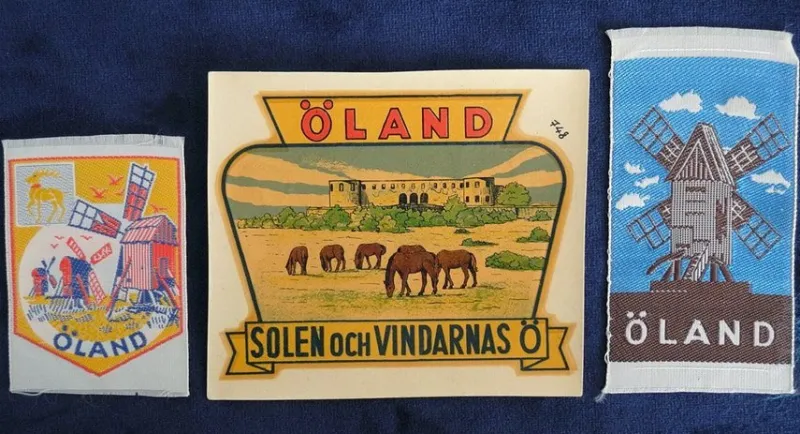 ÖLAND
ÖLAND
748
SOLEN OCH VINDARNAS Ö
ÖLAND